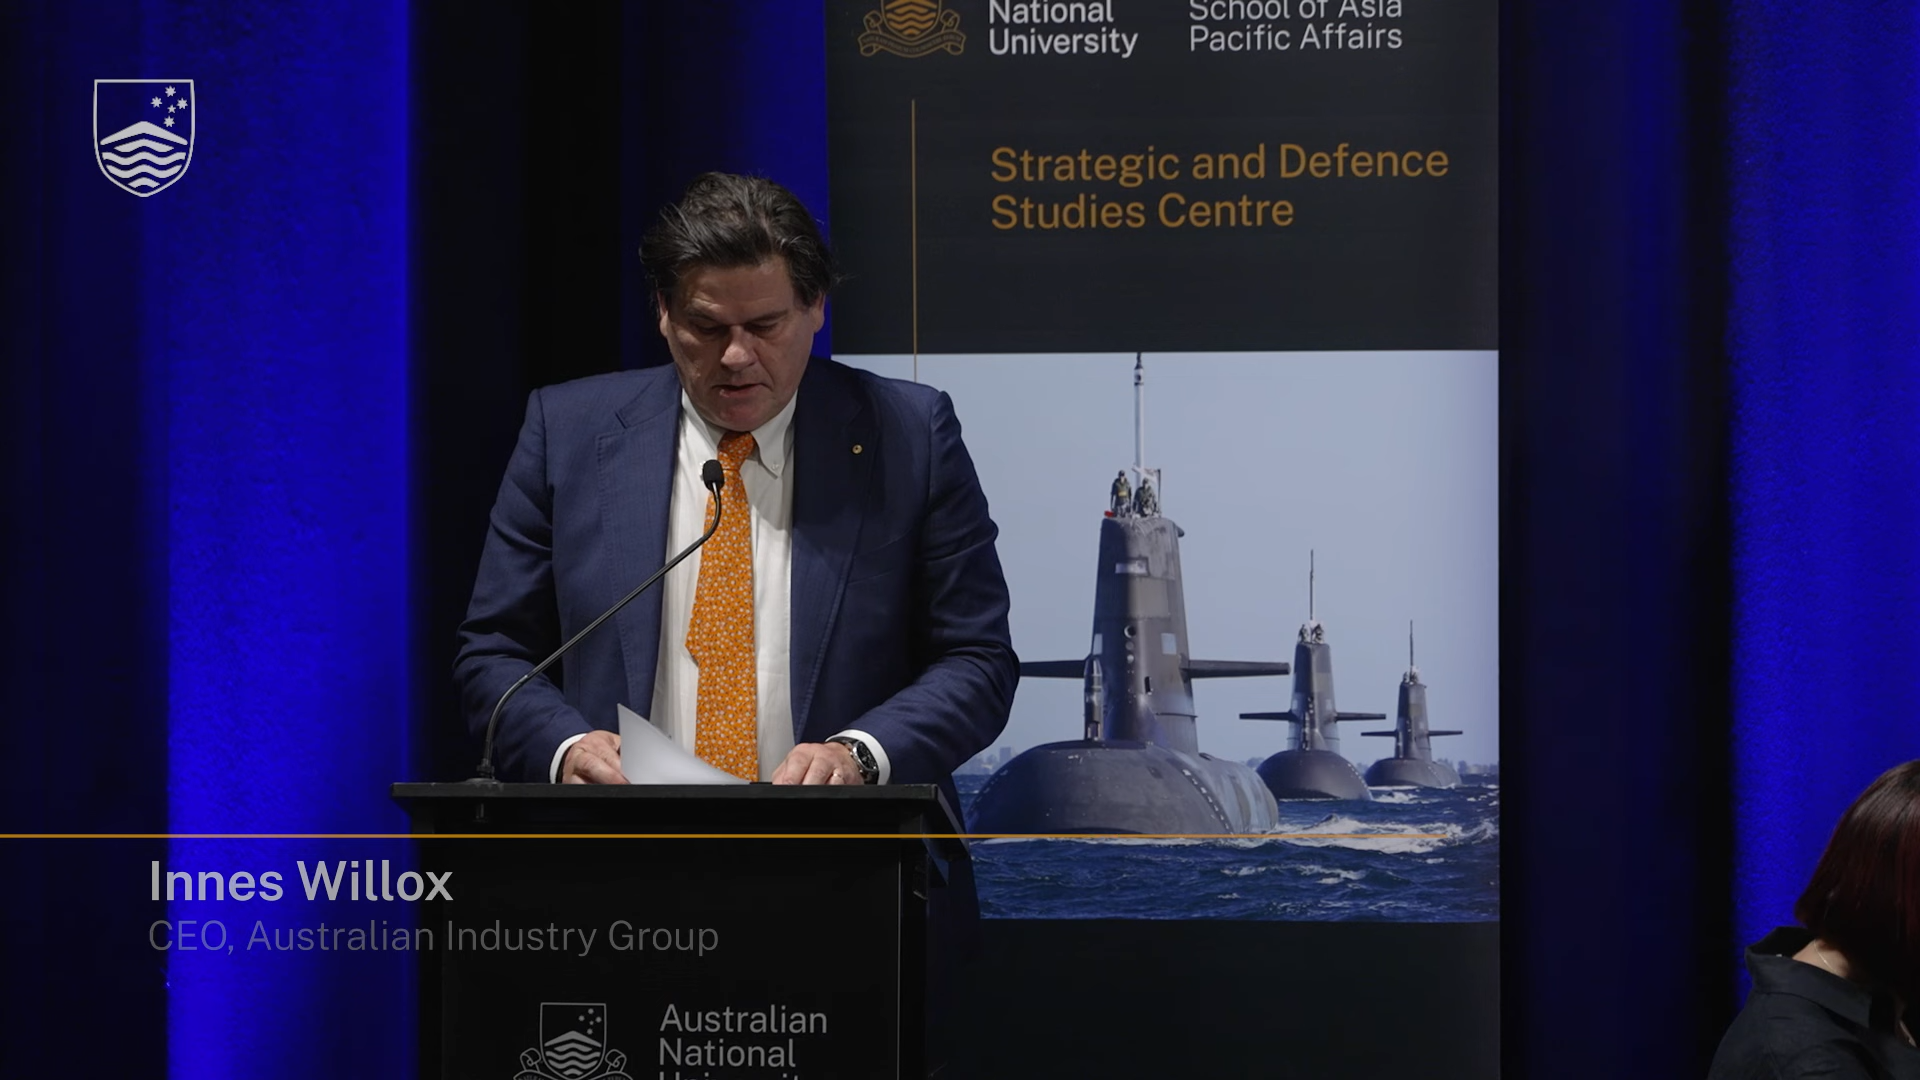 National
University
School of Asia
Pacific Affairs
Strategic and Defence
Studies Centre
Innes Willox
CEO, Australian Industry Group
Australian
National